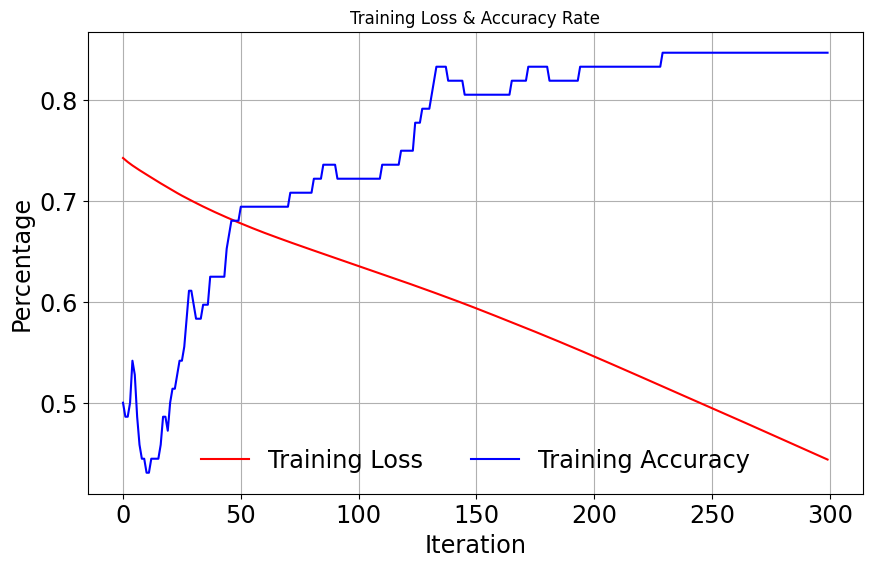 Training Loss & Accuracy Rate
Percentage
0.8
0.7
0.6
0.5
Training Loss
Training Accuracy
0 50 100 150 200 250 300
Iteration